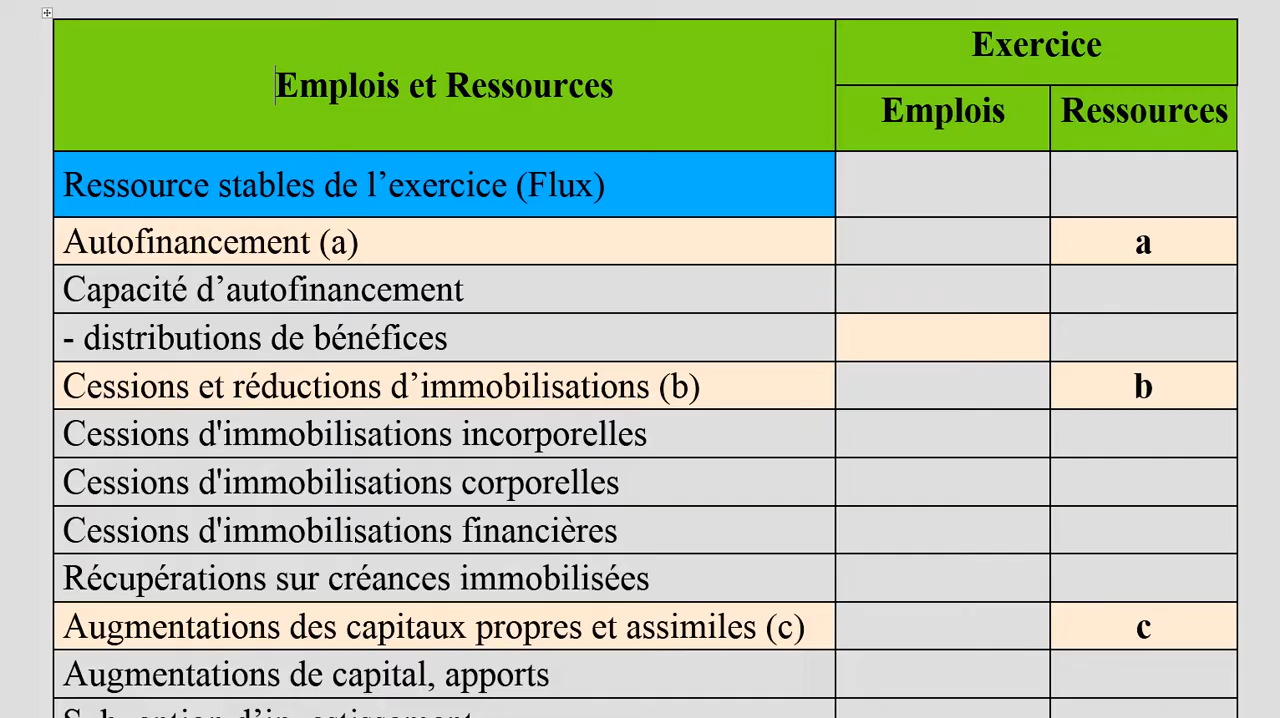 Emplois et Ressources
Exercice
Emplois
Ressources
Ressource stables de l’exercice (Flux)
Autofinancement (a)
a
Capacité d’autofinancement
- distributions de bénéfices
Cessions et réductions d’immobilisations (b)
b
Cessions d'immobilisations incorporelles
Cessions d'immobilisations corporelles
Cessions d'immobilisations financières
Récupérations sur créances immobilisées
Augmentations des capitaux propres et assimiles (c)
c
Augmentations de capital, apports
Subvention d’investissement